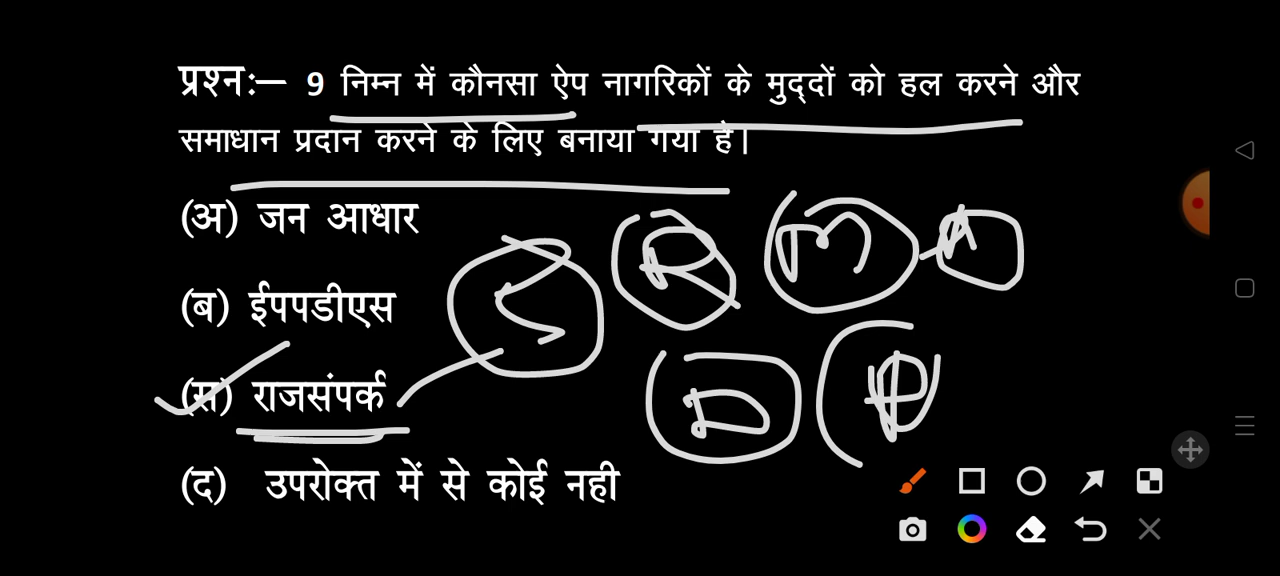 प्रश्नः— 9 निम्न में कौनसा ऐप नागरिकों के मुद्दों को हल करने और
समाधान प्रदान करने के लिए बनाया गया है।
(अ) जन आधार
(ब) ईपपडीएस
(स) राजसंपर्क
(द) उपरोक्त में से कोई नही
S R M A
D